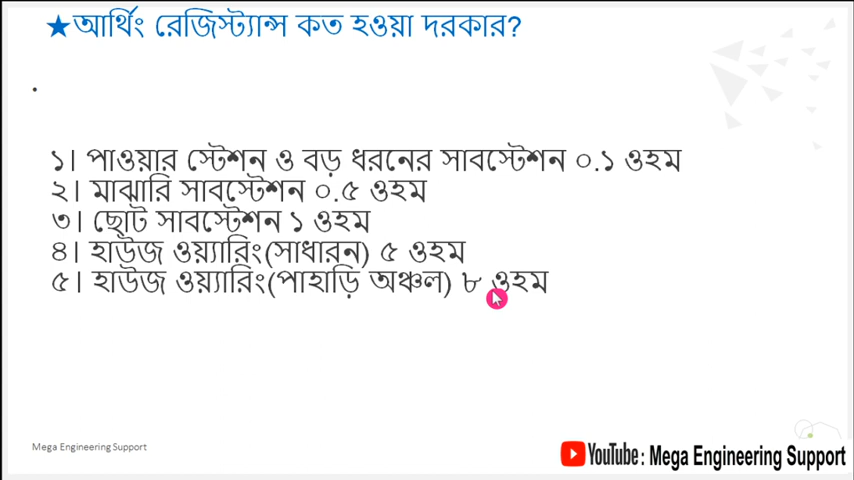 ★আর্থিং রেজিস্ট্যান্স কত হওয়া দরকার?
১। পাওয়ার স্টেশন ও বড় ধরনের সাবস্টেশন ০.১ ওহম
২। মাঝারি সাবস্টেশন ০.৫ ওহম
৩। ছোট সাবস্টেশন ১ ওহম
৪। হাউজ ওয়্যারিং(সাধারন) ৫ ওহম
৫। হাউজ ওয়্যারিং(পাহাড়ি অঞ্চল) ৮ ওহম
Mega Engineering Support
YouTube : Mega Engineering Support